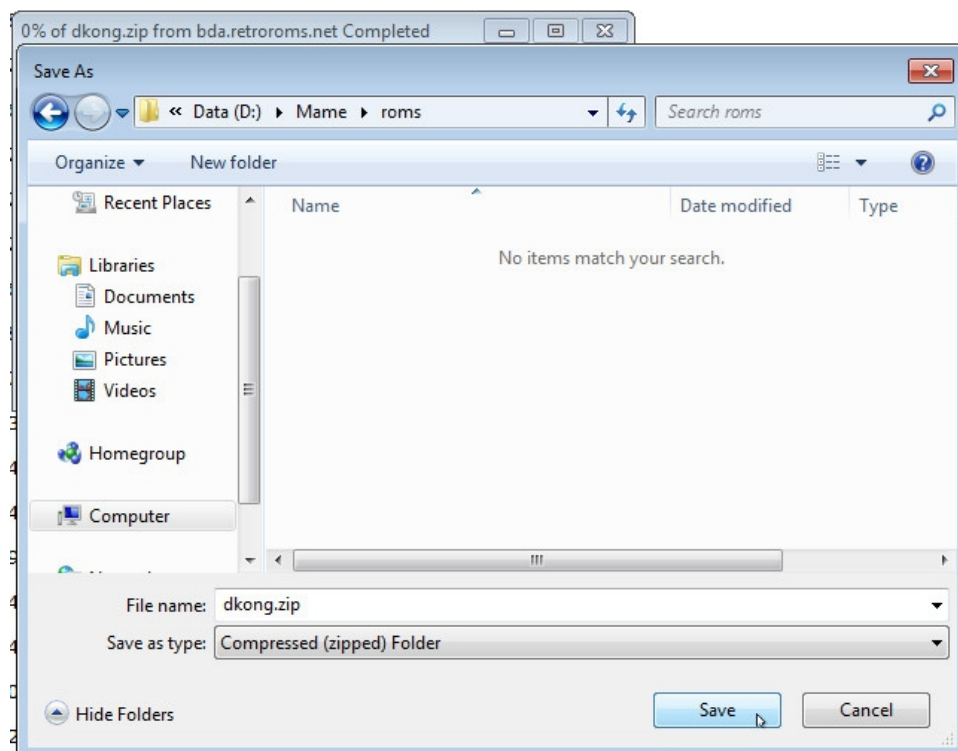 0% of dkong.zip from bda.retroroms.net Completed
Save As
« Data (D:) Mame roms
Search roms
Organize New folder
Name Date modified Type
No items match your search.
Recent Places
Libraries
Documents
Music
Pictures
Videos
Homegroup
Computer
File name: dkong.zip
Save as type: Compressed (zipped) Folder
Hide Folders Save Cancel